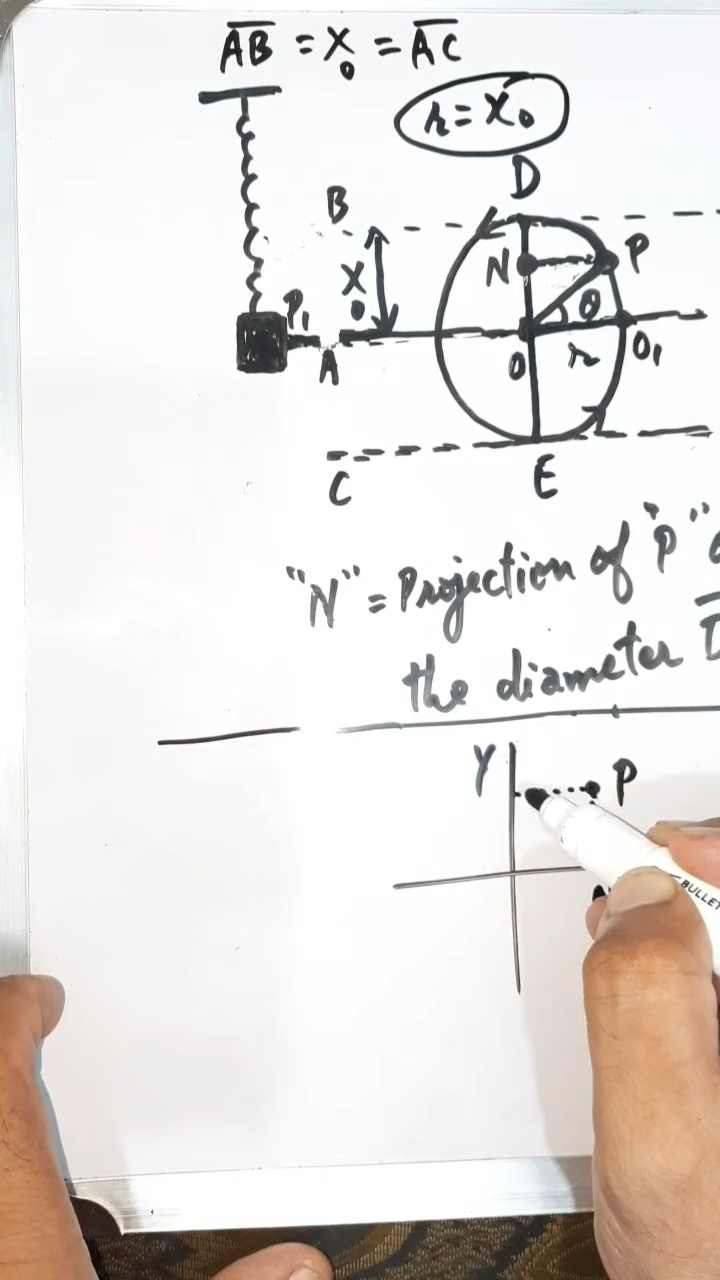 AB = X₀ = AC
r = X₀
D
B
N
P
X₀
θ
P₁
A
O
r
O₁
C
E
"N" = Projection of "P"
the diameter
Y
P
BULLET